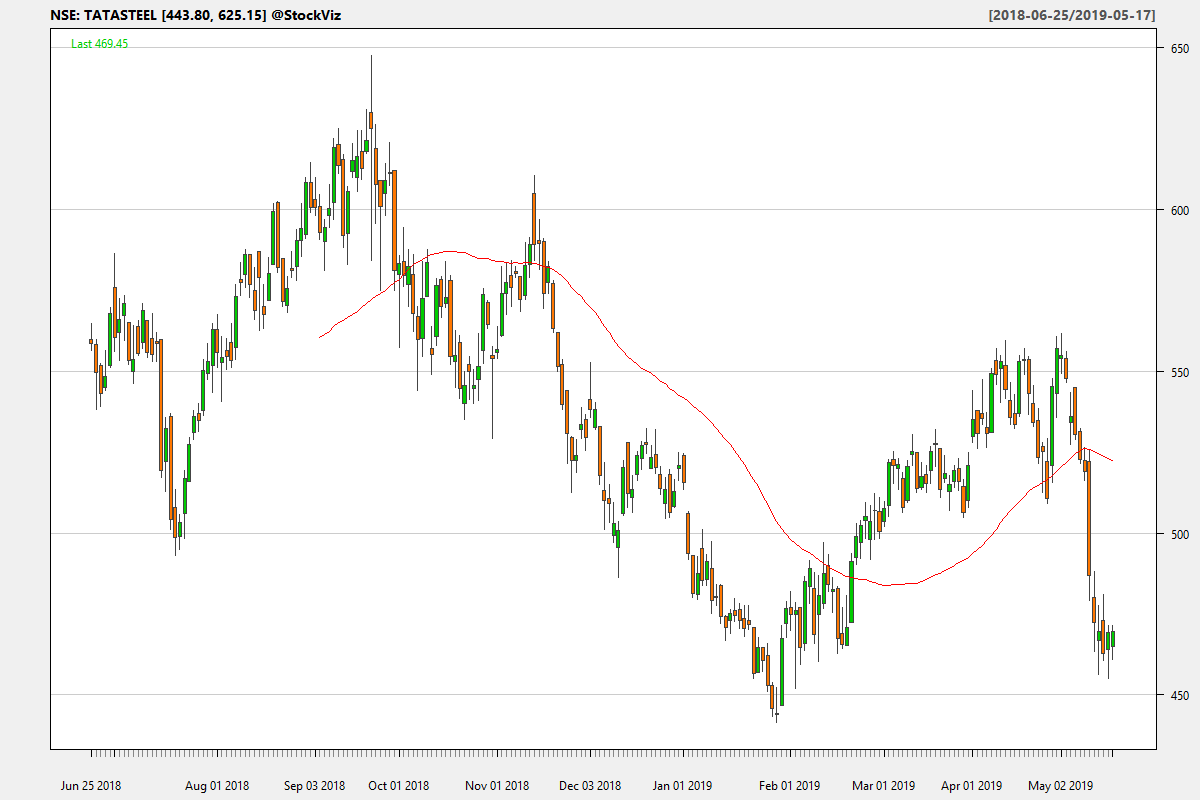 NSE: TATASTEEL [443.80, 625.15] @StockViz
[2018-06-25/2019-05-17]
Last 469.45
650
600
550
500
450
Jun 25 2018
Aug 01 2018
Sep 03 2018
Oct 01 2018
Nov 01 2018
Dec 03 2018
Jan 01 2019
Feb 01 2019
Mar 01 2019
Apr 01 2019
May 02 2019